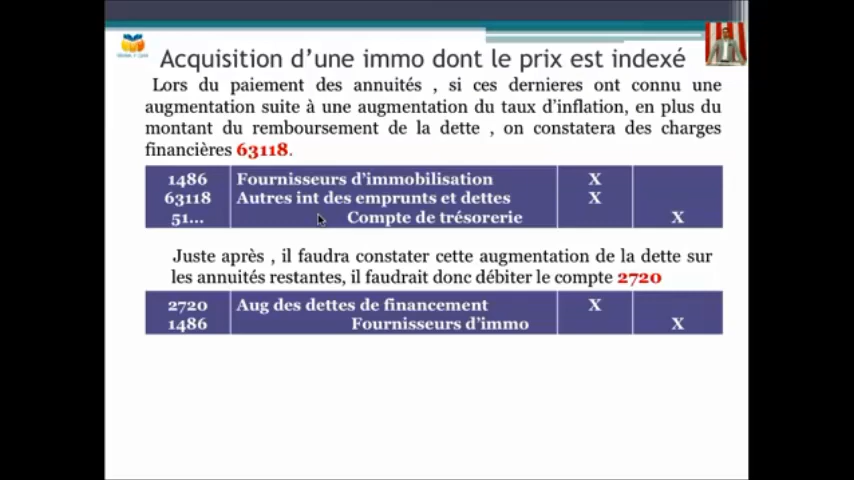 Acquisition d’une immo dont le prix est indexé
Lors du paiement des annuités , si ces dernieres ont connu une
augmentation suite à une augmentation du taux d’inflation, en plus du
montant du remboursement de la dette , on constatera des charges
financières 63118.
1486 Fournisseurs d’immobilisation X
63118 Autres int des emprunts et dettes X
51... Compte de trésorerie X
Juste après , il faudra constater cette augmentation de la dette sur
les annuités restantes, il faudrait donc débiter le compte 2720
2720 Aug des dettes de financement X
1486 Fournisseurs d’immo X